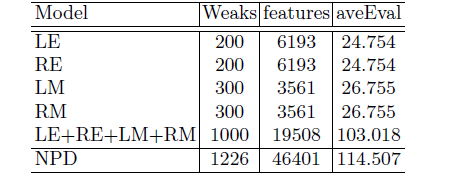 Model Weaks features aveEval
LE 200 6193 24.754
RE 200 6193 24.754
LM 300 3561 26.755
RM 300 3561 26.755
LE+RE+LM+RM 1000 19508 103.018
NPD 1226 46401 114.507